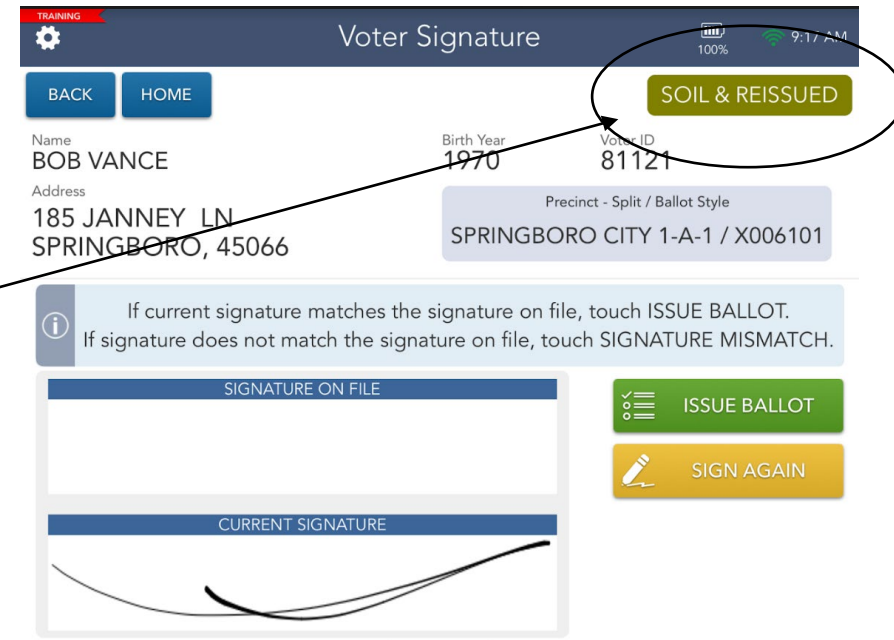 TRAINING
Voter Signature
100%
9:17 AM
BACK
HOME
SOIL & REISSUED
Name
BOB VANCE
Birth Year
1970
Voter ID
81121
Address
185 JANNEY LN
SPRINGBORO, 45066
Precinct - Split / Ballot Style
SPRINGBORO CITY 1-A-1 / X006101
If current signature matches the signature on file, touch ISSUE BALLOT.
If signature does not match the signature on file, touch SIGNATURE MISMATCH.
SIGNATURE ON FILE
ISSUE BALLOT
SIGN AGAIN
CURRENT SIGNATURE